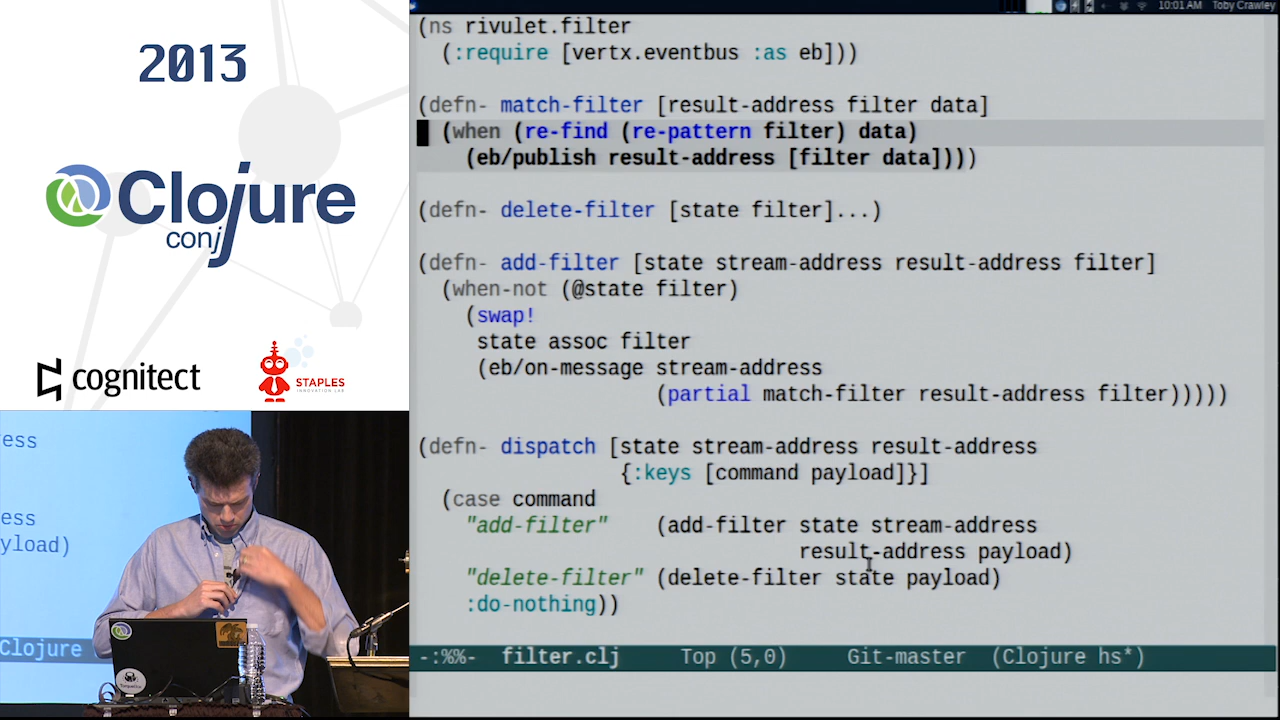 2013
Clojure
conj
cognitect
STAPLES
INNOVATION LAB
ess
ess
yload)
Clojure
10:01 AM Toby Crawley
(ns rivulet.filter
(:require [vertx.eventbus :as eb]))
(defn- match-filter [result-address filter data]
(when (re-find (re-pattern filter) data)
(eb/publish result-address [filter data])))
(defn- delete-filter [state filter]...)
(defn- add-filter [state stream-address result-address filter]
(when-not (@state filter)
(swap!
state assoc filter
(eb/on-message stream-address
(partial match-filter result-address filter)))))
(defn- dispatch [state stream-address result-address
{:keys [command payload]}]
(case command
"add-filter" (add-filter state stream-address
result-address payload)
"delete-filter" (delete-filter state payload)
:do-nothing))
-:%%- filter.clj Top (5,0) Git-master (Clojure hs*)